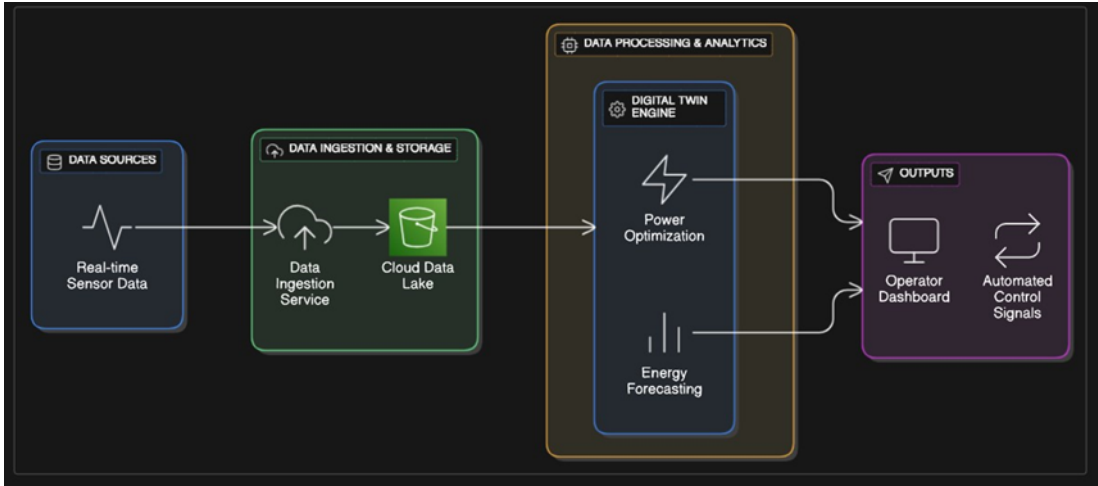 DATA SOURCES
Real-time
Sensor Data
DATA INGESTION & STORAGE
Data
Ingestion
Service
Cloud Data
Lake
DATA PROCESSING & ANALYTICS
DIGITAL TWIN
ENGINE
Power
Optimization
Energy
Forecasting
OUTPUTS
Operator
Dashboard
Automated
Control
Signals